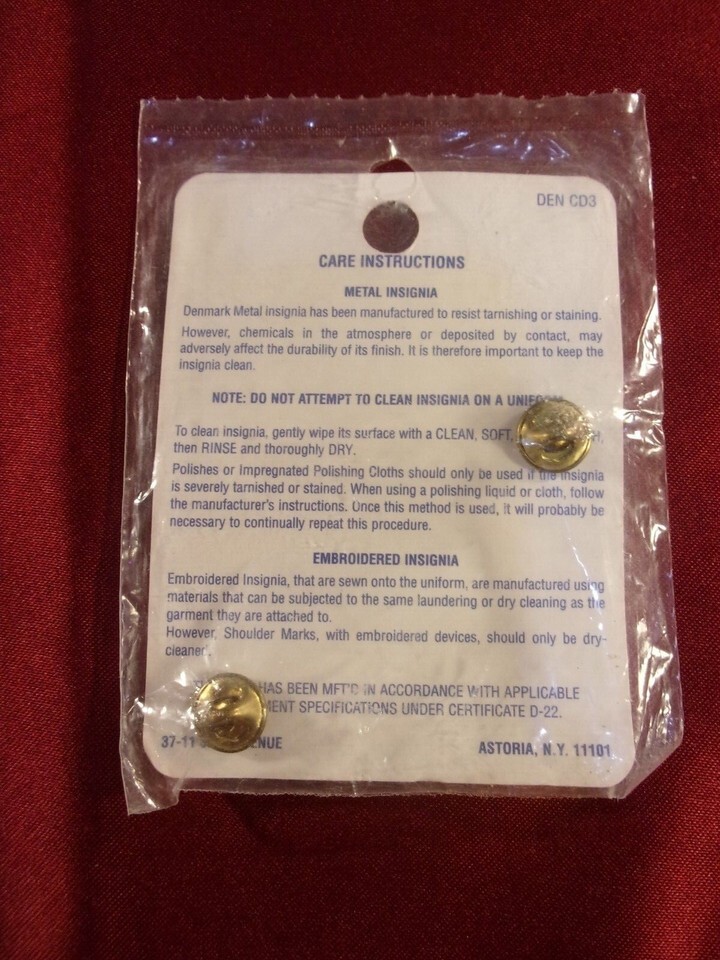 DEN CD3
CARE INSTRUCTIONS
METAL INSIGNIA
Denmark Metal insignia has been manufactured to resist tarnishing or staining.
However, chemicals in the atmosphere or deposited by contact, may
adversely affect the durability of its finish. It is therefore important to keep the
insignia clean.
NOTE: DO NOT ATTEMPT TO CLEAN INSIGNIA ON A
To clean insignia, gently wipe its surface with a CLEAN, SOFT,
then RINSE and thoroughly DRY.
Polishes or Impregnated Polishing Cloths should only be used if the insignia
is severely tarnished or stained. When using a polishing liquid or cloth, follow
the manufacturer's instructions. Once this method is used, it will probably be
necessary to continually repeat this procedure.
EMBROIDERED INSIGNIA
Embroidered Insignia, that are sewn onto the uniform, are manufactured using
materials that can be subjected to the same laundering or dry cleaning as the
garment they are attached to.
However, Shoulder Marks, with embroidered devices, should only be dry-
cleaned.
HAS BEEN MFT'D IN ACCORDANCE WITH APPLICABLE
SPECIFICATIONS UNDER CERTIFICATE D-22.
37-11 ASTORIA, N.Y. 11101